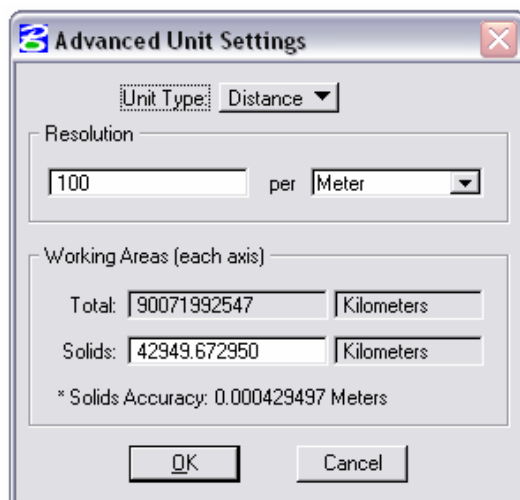 Advanced Unit Settings
Unit Type: Distance
Resolution
100 per Meter
Working Areas (each axis)
Total: 90071992547 Kilometers
Solids: 42949.672950 Kilometers
* Solids Accuracy: 0.000429497 Meters
OK Cancel